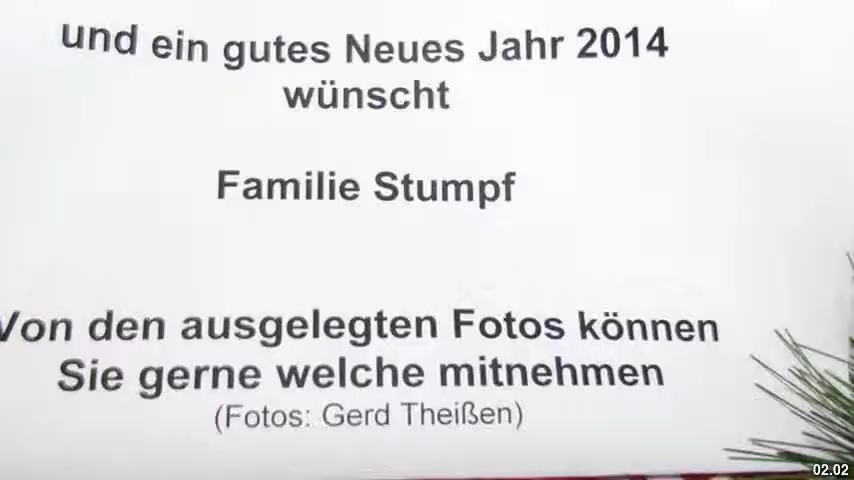 und ein gutes Neues Jahr 2014
wünscht
Familie Stumpf
Von den ausgelegten Fotos können
Sie gerne welche mitnehmen
(Fotos: Gerd Theißen)
02.02